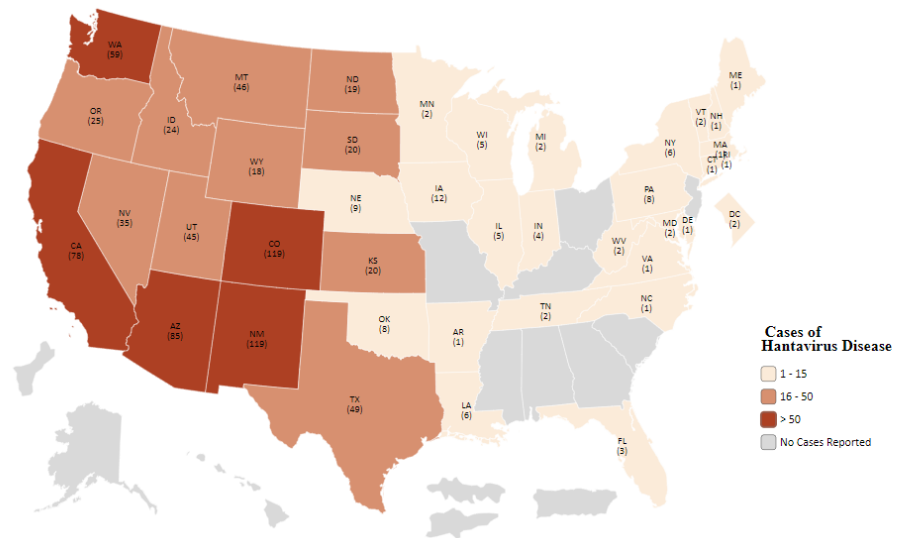 WA
(59)
MT
(46)
ND
(19)
OR
(25)
ID
(24)
MN
(2)
ME
(1)
VT
(2)
NH
(1)
SD
(20)
WI
(5)
MI
(2)
NY
(6)
MA
RI
(1)
CT
(1)
WY
(18)
IA
(12)
NE
(9)
PA
(8)
NV
(35)
UT
(45)
CA
(78)
CO
(119)
KS
(20)
IL
(5)
IN
(4)
WV
(2)
MD
(2)
DE
(1)
DC
(2)
VA
(1)
AZ
(85)
NM
(119)
OK
(8)
AR
(1)
TN
(2)
NC
(1)
TX
(49)
LA
(6)
FL
(3)
Cases of
Hantavirus Disease
1 - 15
16 - 50
> 50
No Cases Reported